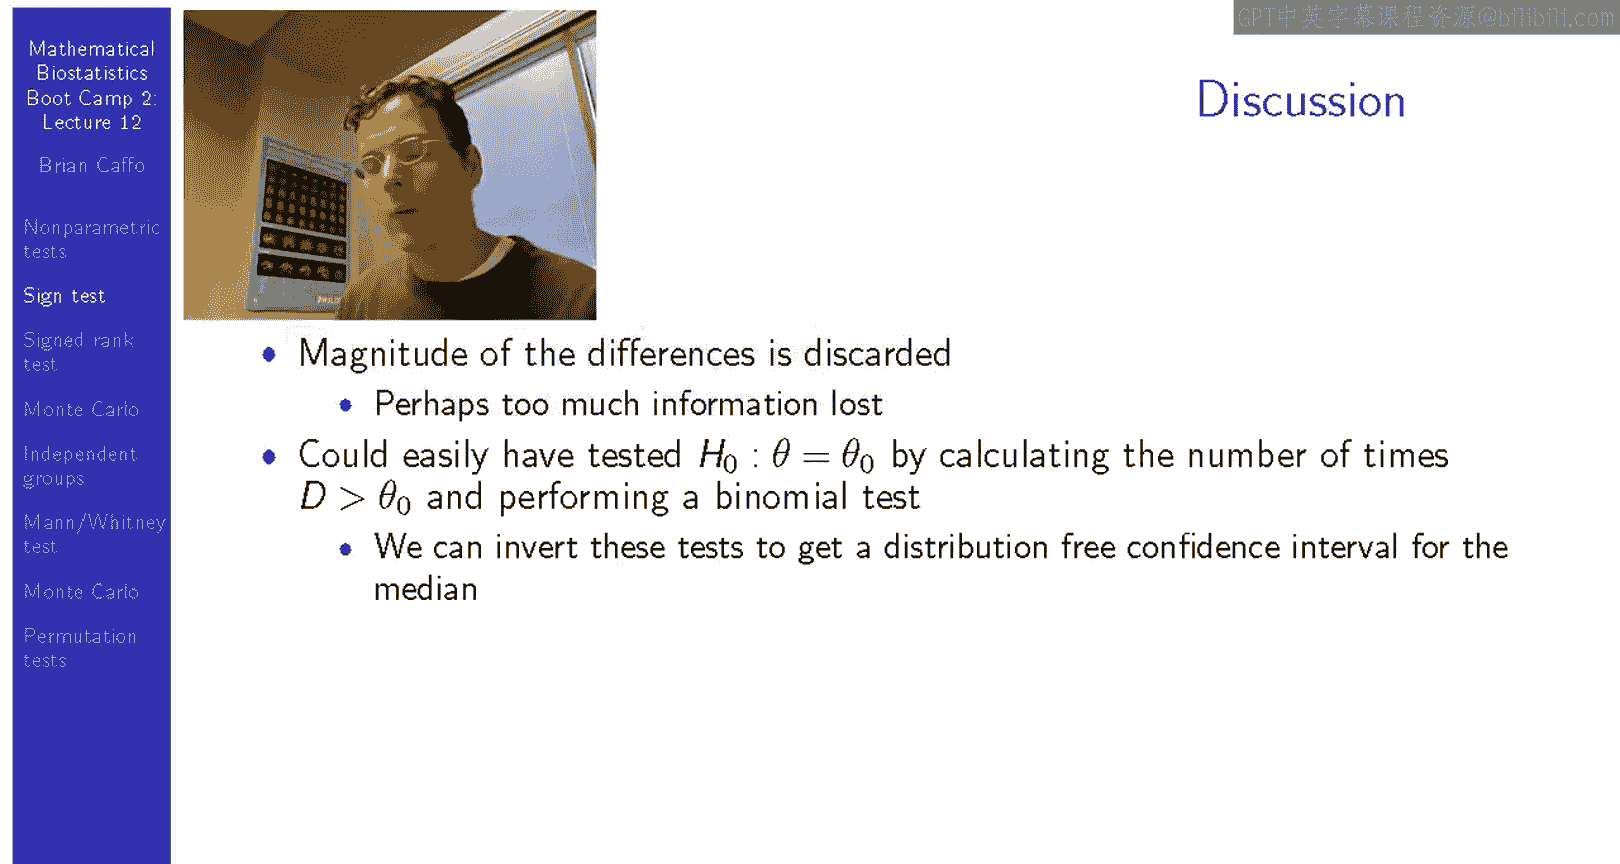 GPT中英字幕课程资源@bilibili.com
Mathematical
Biostatistics
Boot Camp 2:
Lecture 12
Brian Caffo
Nonparametric
tests
Sign test
Signed rank
test
Monte Carlo
Independent
groups
Mann/Whitney
test
Monte Carlo
Permutation
tests
Discussion
• Magnitude of the differences is discarded
• Perhaps too much information lost
• Could easily have tested H₀ : θ = θ₀ by calculating the number of times
D > θ₀ and performing a binomial test
• We can invert these tests to get a distribution free confidence interval for the
median